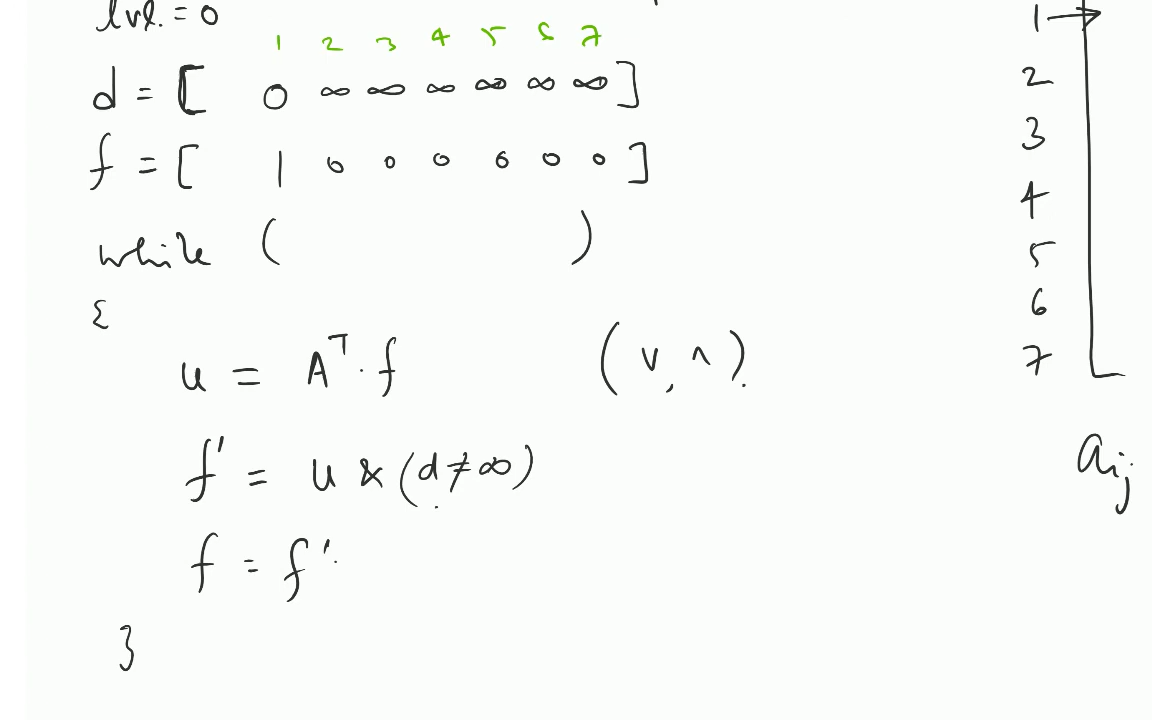 lvl. = 0
1 2 3 4 5 6 7
d = [ 0 ∞ ∞ ∞ ∞ ∞ ∞ ]
f = [ 1 0 0 0 0 0 0 ]
while ( )
{
u = Aᵀ · f (∨, ∧)
f' = u & (d ≠ ∞)
f = f'
}
1
2
3
4
5
6
7
aij